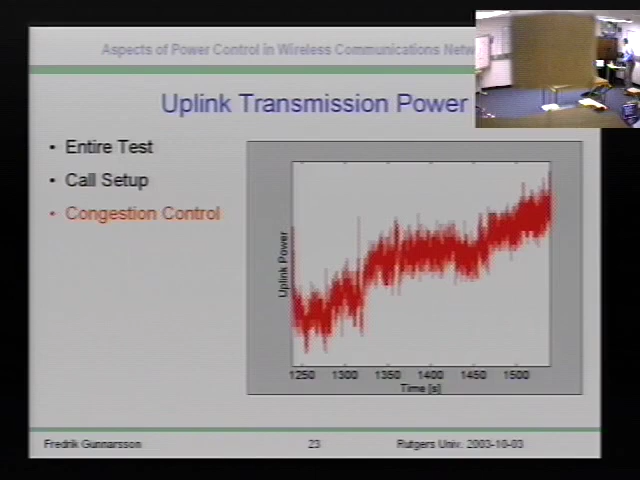 Aspects of Power Control in Wireless Communications
Uplink Transmission Power
• Entire Test
• Call Setup
• Congestion Control
Uplink Power
1250 1300 1350 1400 1450 1500
Time [s]
Fredrik Gunnarsson 23 Rutgers Univ. 2003-10-03